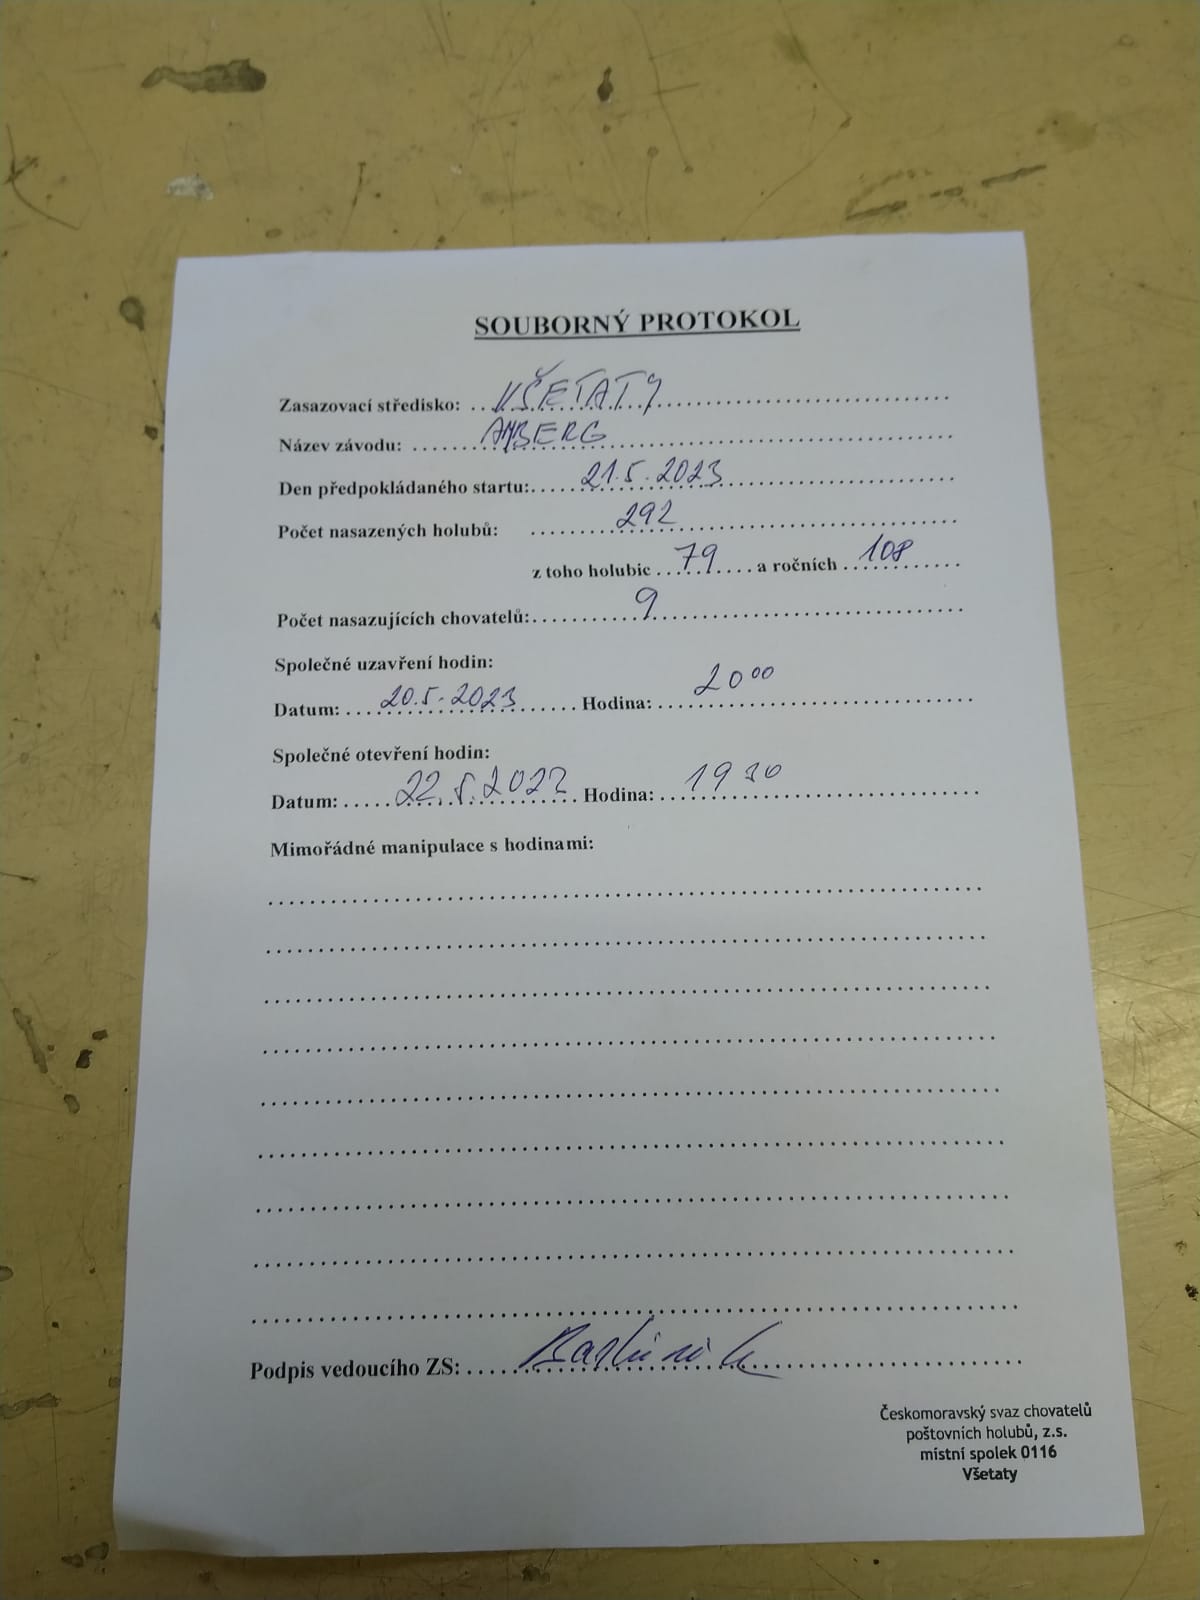 SOUBORNÝ PROTOKOL
Zasazovací středisko: VŠETATY
Název závodu: AMBERG
Den předpokládaného startu: 21.5.2023
Počet nasazených holubů: 292
z toho holubic 79 a ročních 108
Počet nasazujících chovatelů: 9
Společné uzavření hodin:
Datum: 20.5.2023 Hodina: 20⁰⁰
Společné otevření hodin:
Datum: 22.5.2023 Hodina: 19 30
Mimořádné manipulace s hodinami:
Podpis vedoucího ZS:
Českomoravský svaz chovatelů
poštovních holubů, z.s.
místní spolek 0116
Všetaty